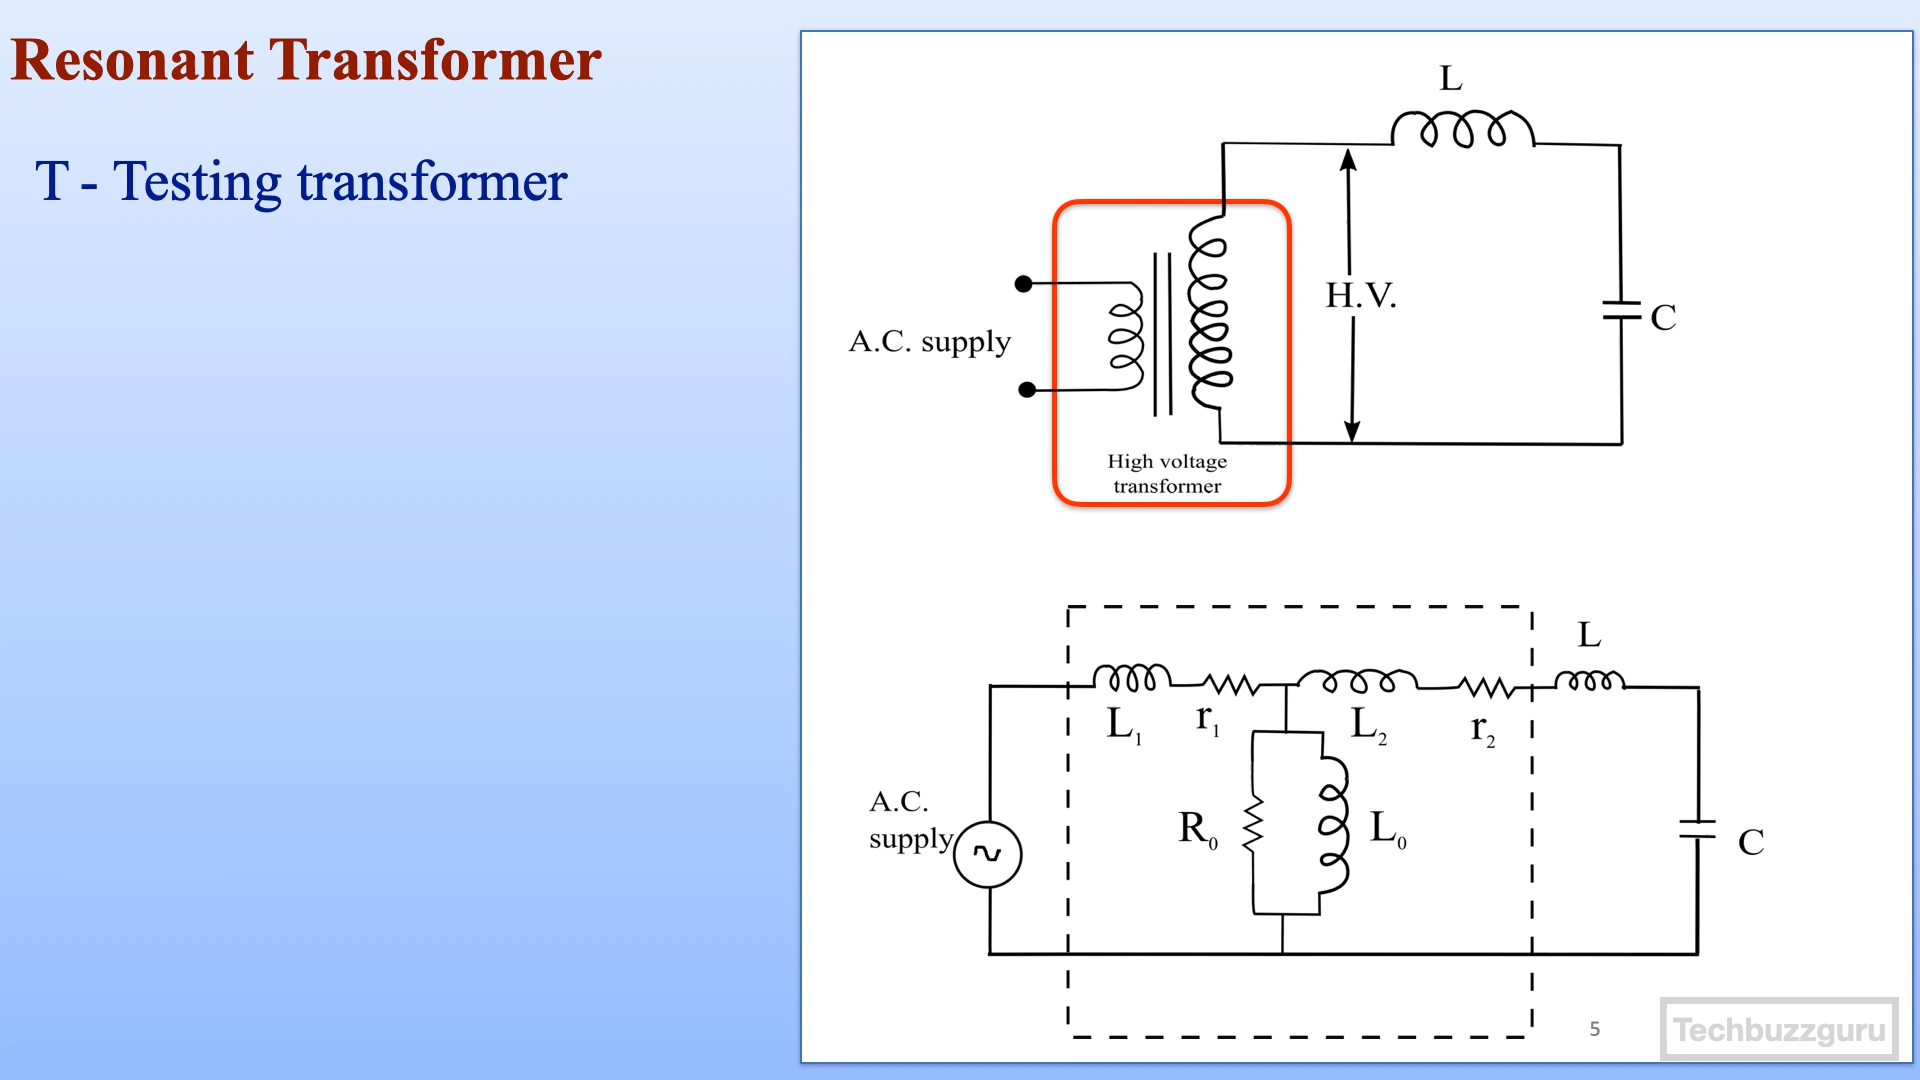 Resonant Transformer
T - Testing transformer
L
H.V.
C
A.C. supply
High voltage
transformer
L
L₁ r₁ L₂ r₂
A.C.
supply
R₀ L₀
C
5
Techbuzzguru